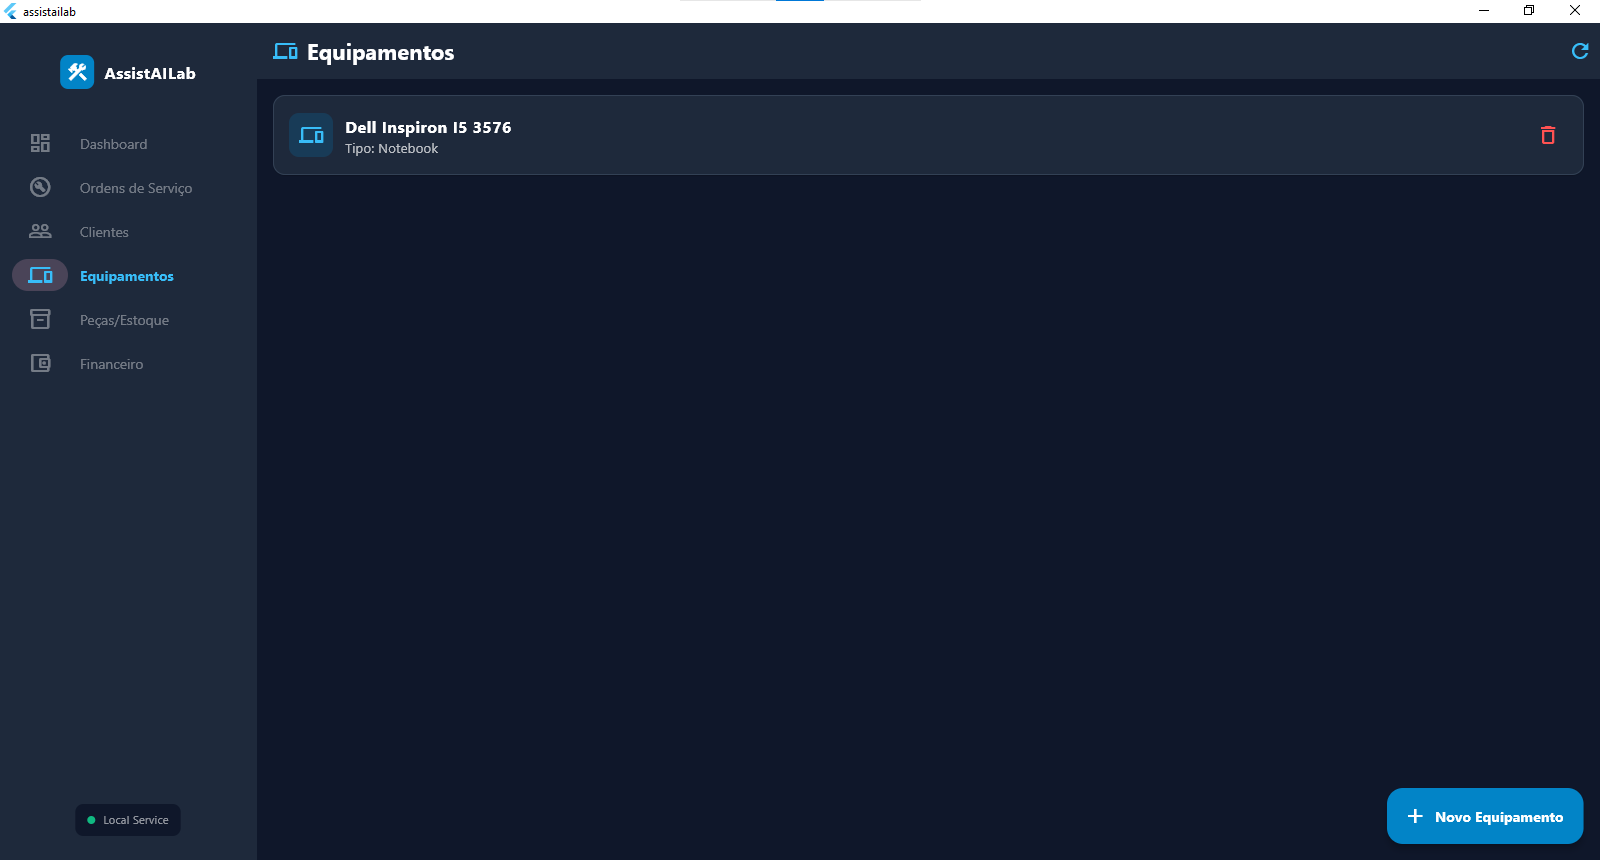 assistailab
AssistAILab
Dashboard
Ordens de Serviço
Clientes
Equipamentos
Peças/Estoque
Financeiro
Local Service
Equipamentos
Dell Inspiron I5 3576
Tipo: Notebook
Novo Equipamento